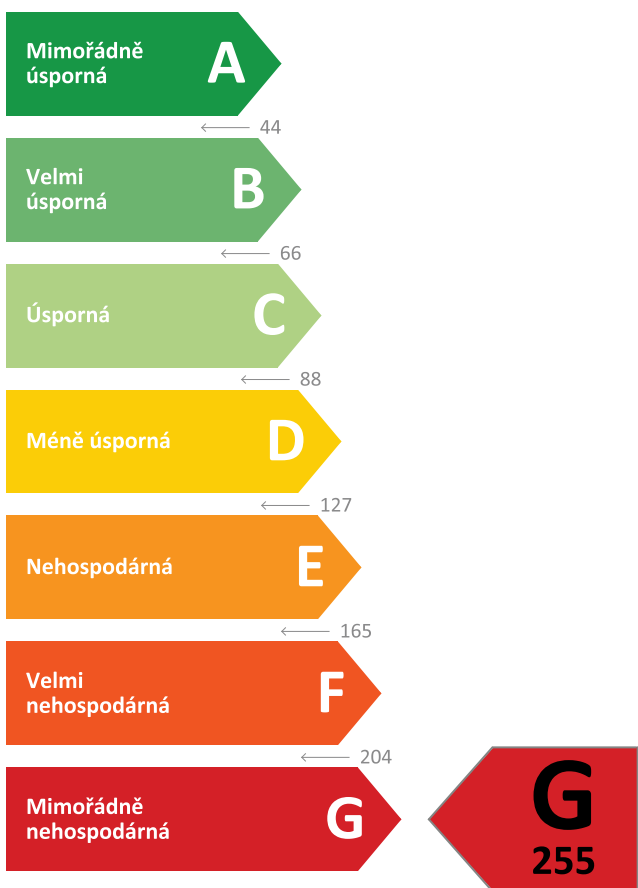 Mimořádně
úsporná
A
44
Velmi
úsporná
B
66
Úsporná
C
88
Méně úsporná
D
127
Nehospodárná
E
165
Velmi
nehospodárná
F
204
Mimořádně
nehospodárná
G
G
255